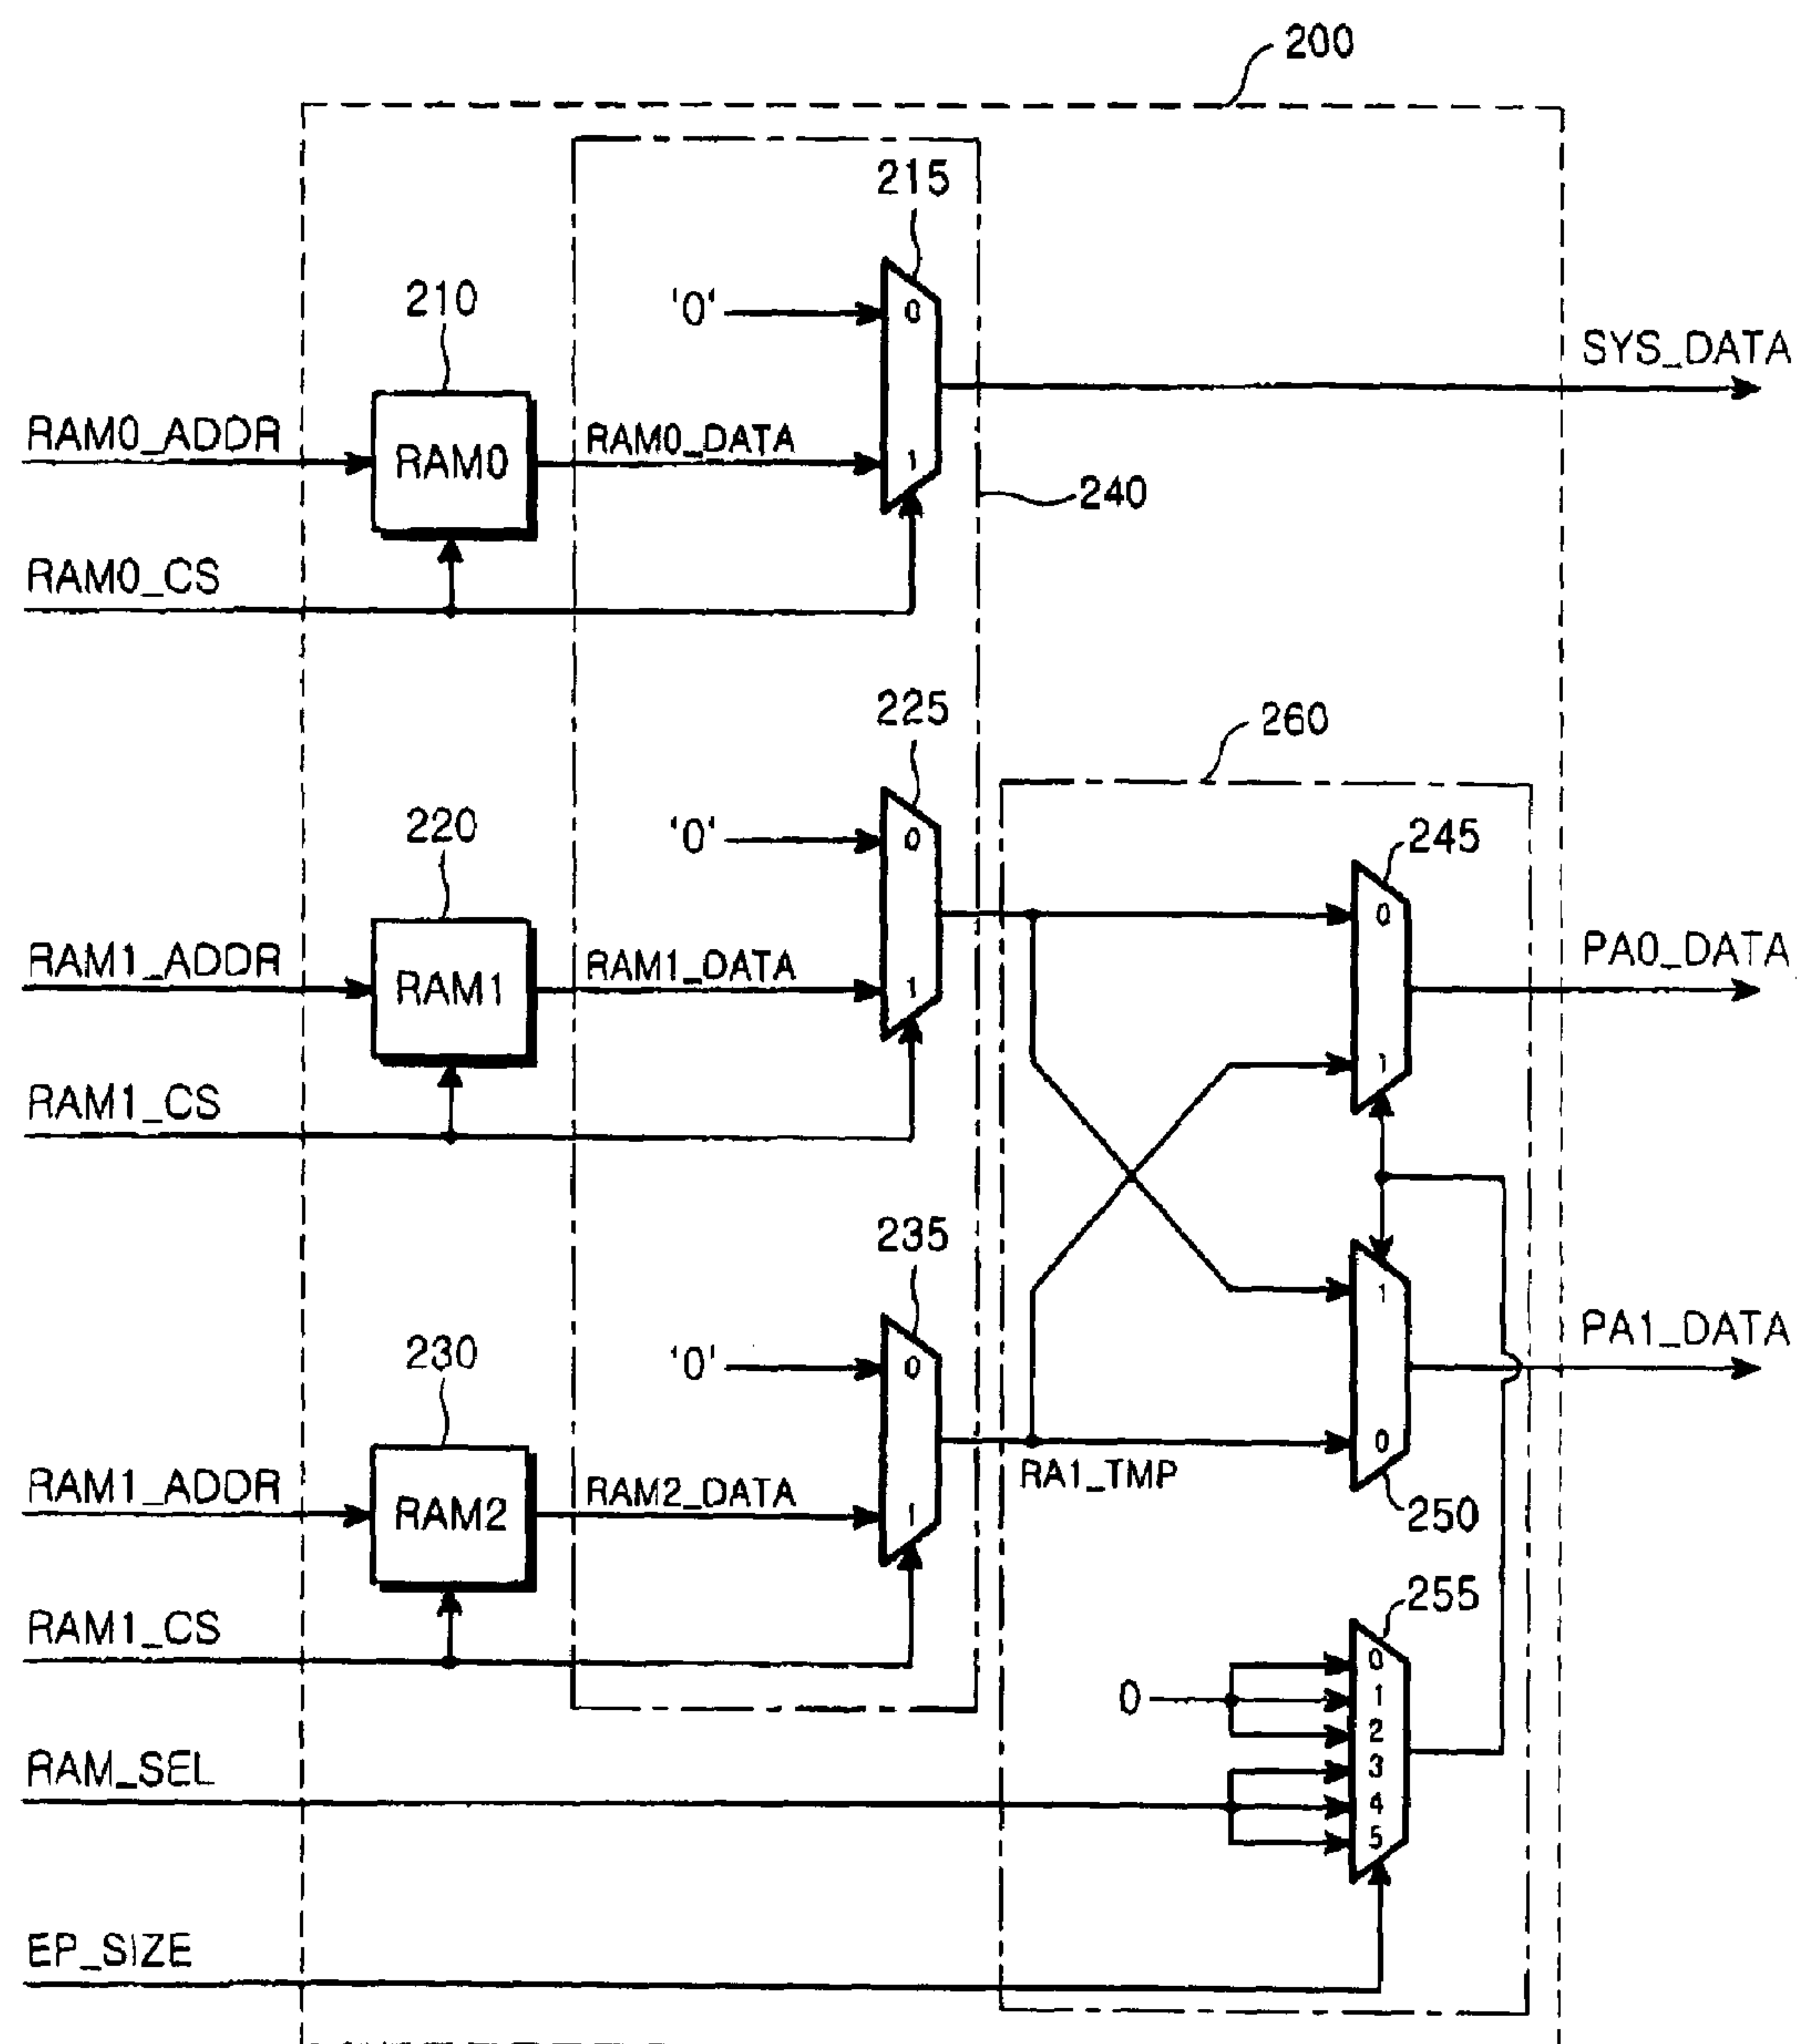 200
215
210
'0'
0
SYS_DATA
RAM0_ADDR
RAM0
RAM0_DATA
1
240
RAM0_CS
225
260
220
'0'
0
245
0
RAM1_ADDR
RAM1
RAM1_DATA
1
PA0_DATA
1
RAM1_CS
235
1
230
'0'
0
PA1_DATA
0
RAM1_ADDR
RAM2
RAM2_DATA
1
RA1_TMP
250
255
RAM1_CS
0
0
1
2
RAM_SEL
3
4
5
EP_SIZE